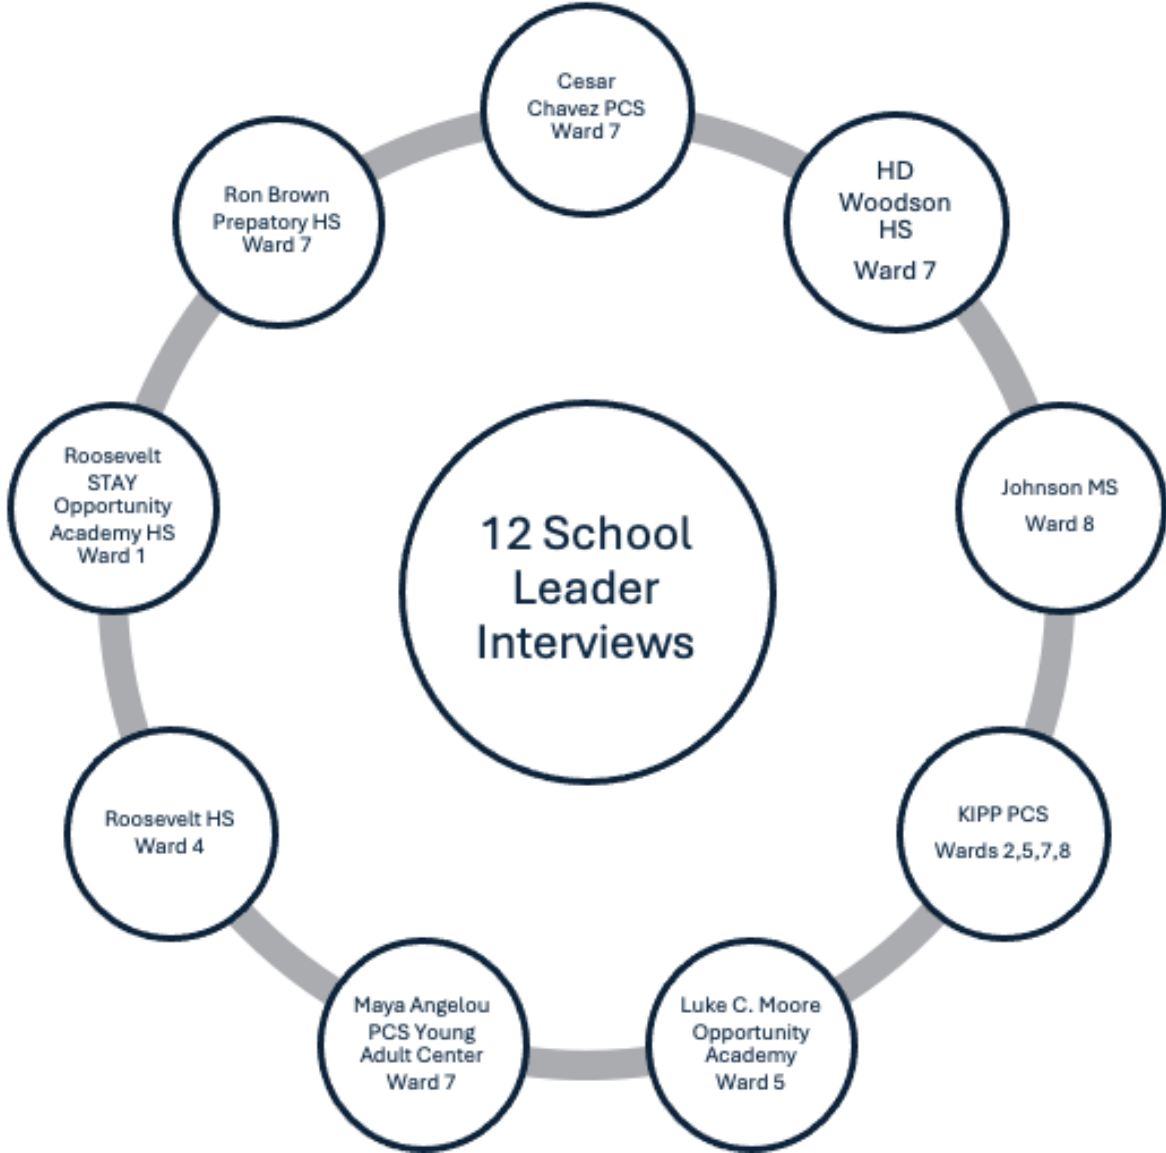 Cesar
Chavez PCS
Ward 7
HD
Woodson
HS
Ward 7
Johnson MS
Ward 8
KIPP PCS
Wards 2,5,7,8
Luke C. Moore
Opportunity
Academy
Ward 5
Maya Angelou
PCS Young
Adult Center
Ward 7
Roosevelt HS
Ward 4
Roosevelt
STAY
Opportunity
Academy HS
Ward 1
Ron Brown
Prepatory HS
Ward 7
12 School
Leader
Interviews